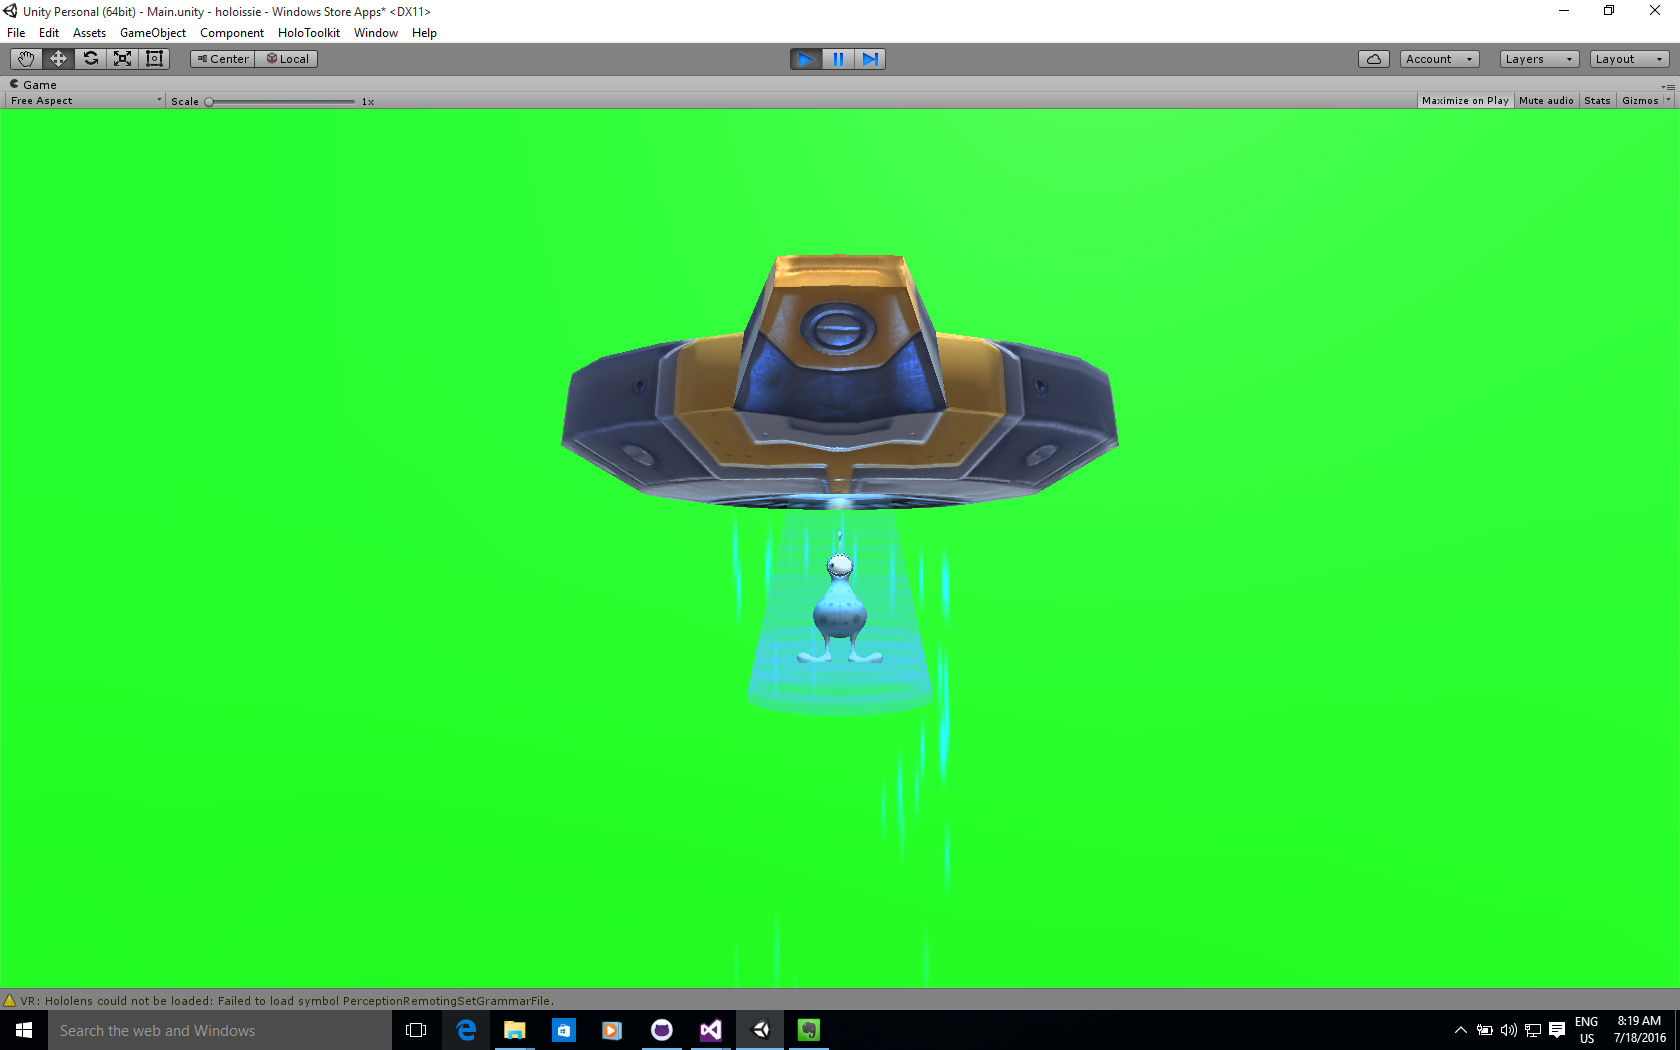 Unity Personal (64bit) - Main.unity - holoissie - Windows Store Apps* <DX11>
File Edit Assets GameObject Component HoloToolkit Window Help
Center Local Account Layers Layout
Game
Free Aspect Scale 1x Maximize on Play Mute audio Stats Gizmos
VR: Hololens could not be loaded: Failed to load symbol PerceptionRemotingSetGrammarFile.
Search the web and Windows
ENG
US
8:19 AM
7/18/2016